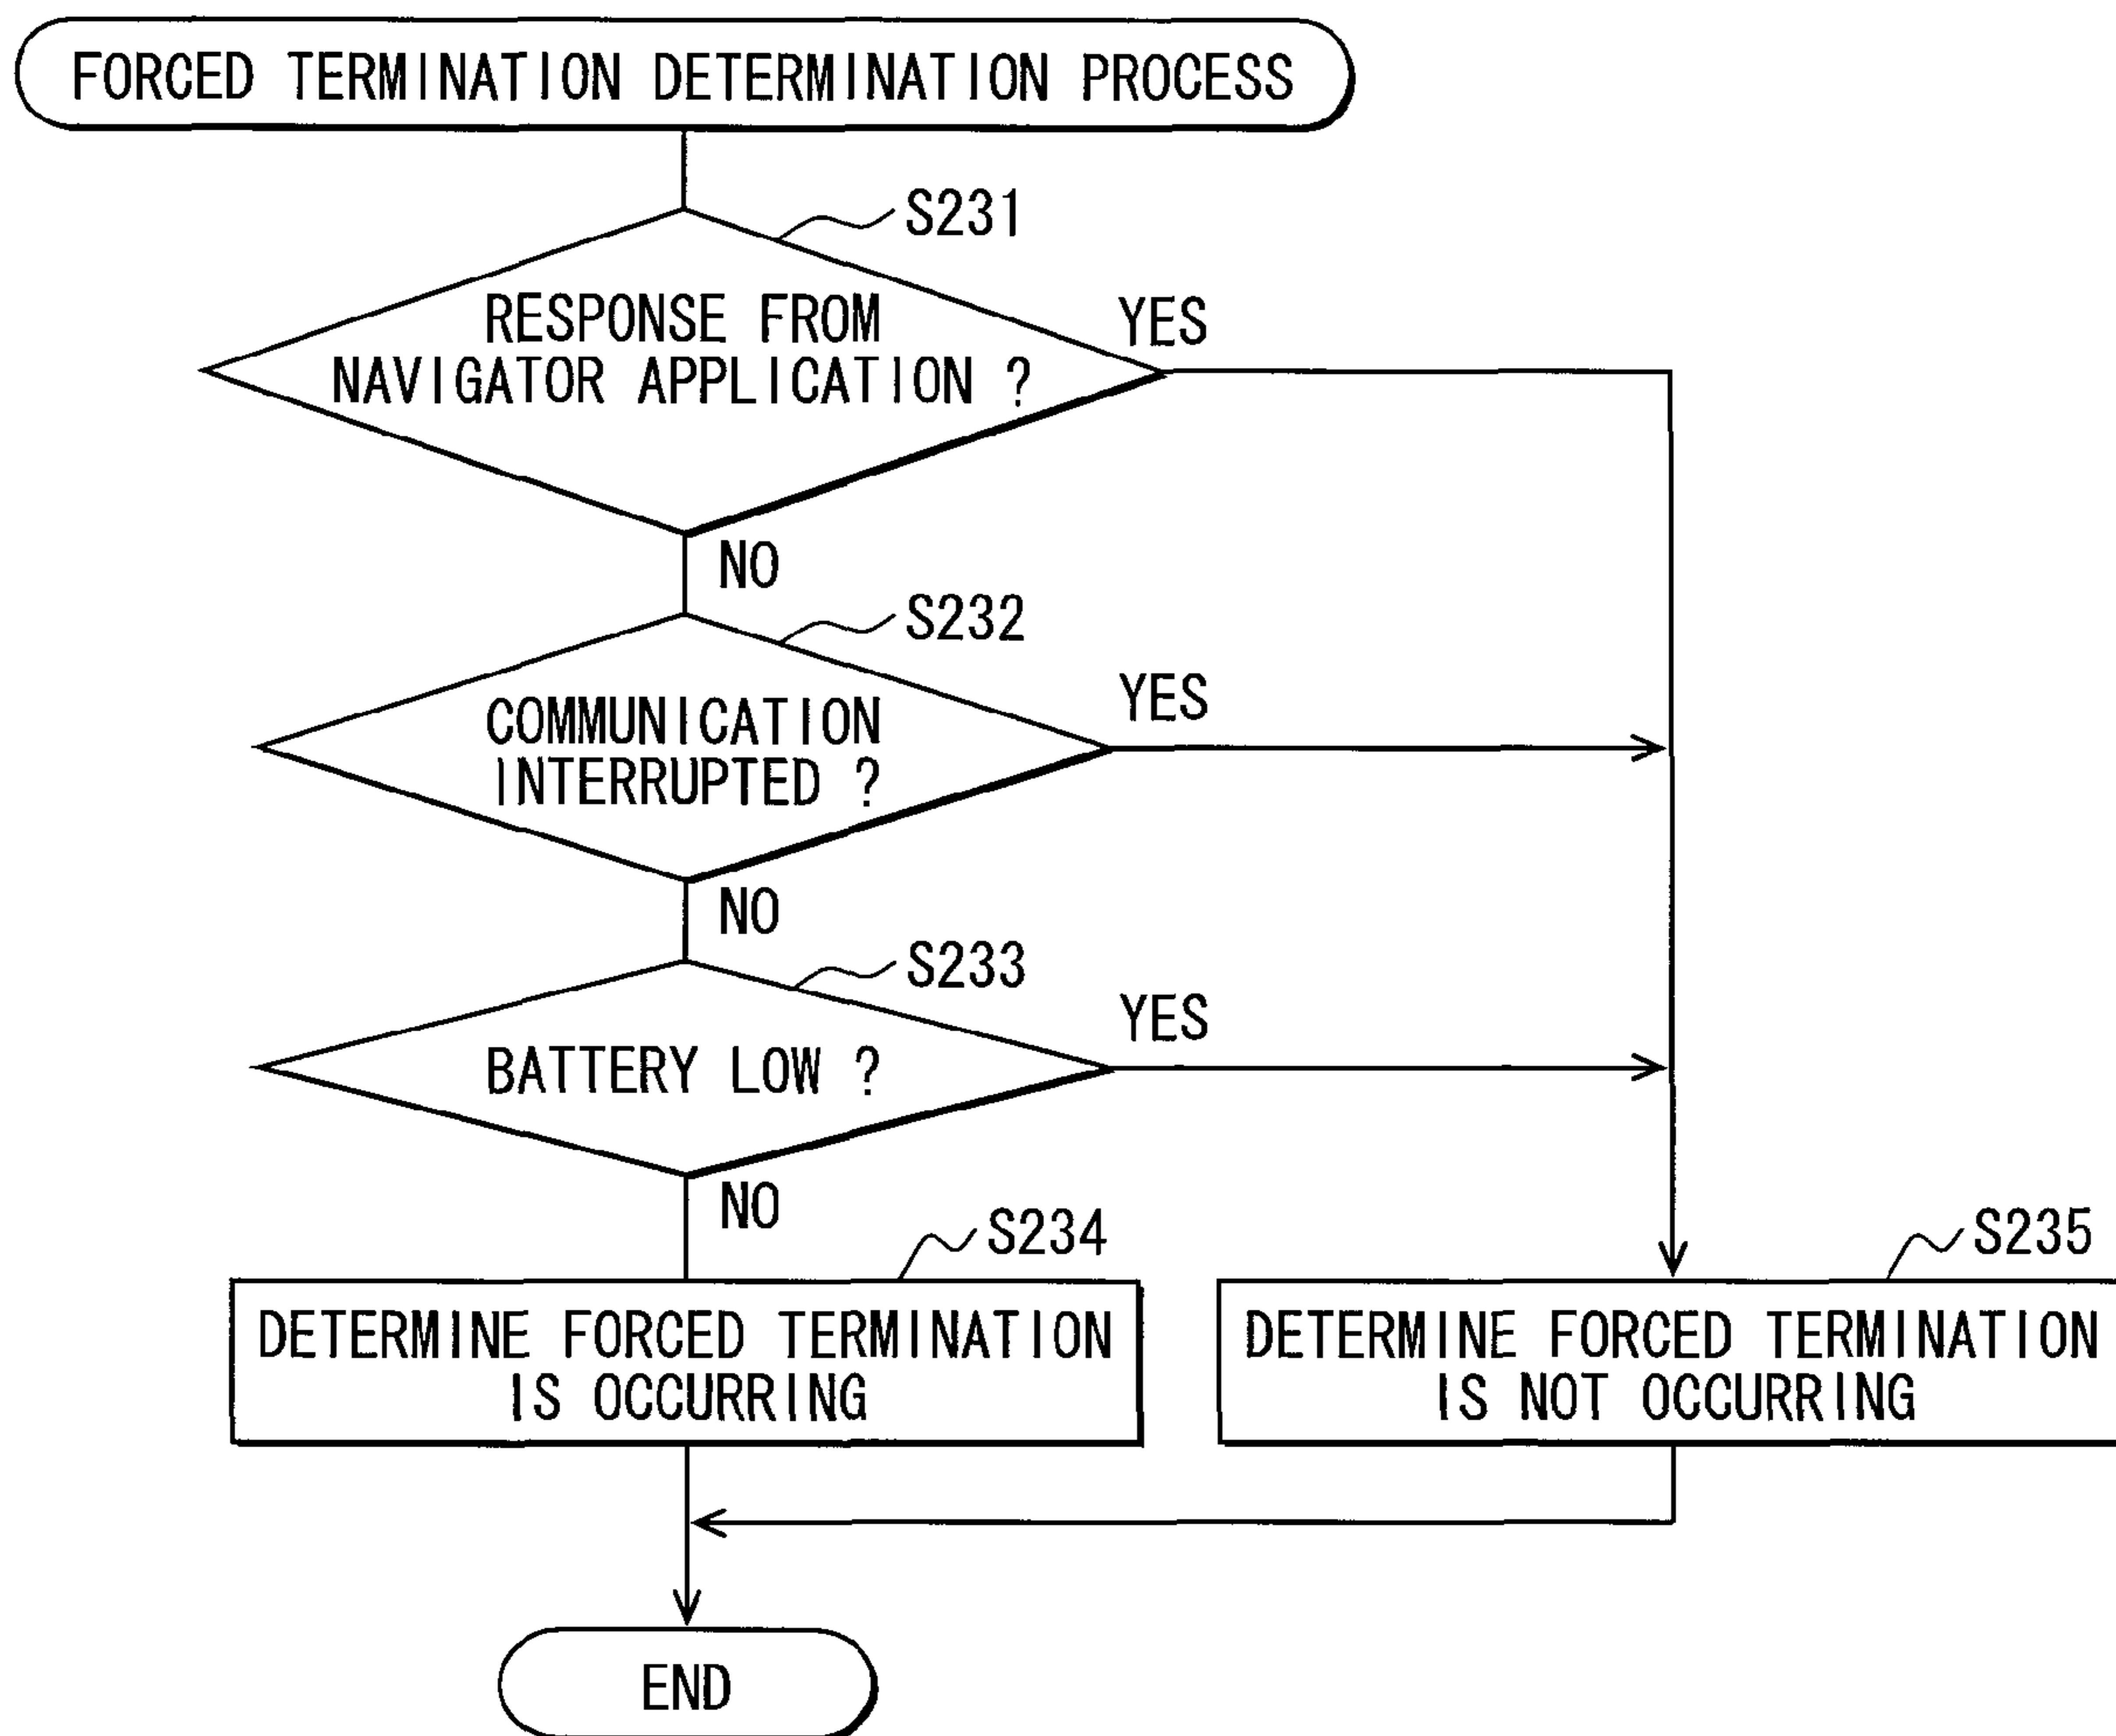 FORCED TERMINATION DETERMINATION PROCESS
S231
RESPONSE FROM
NAVIGATOR APPLICATION ?
YES
NO
S232
COMMUNICATION
INTERRUPTED ?
YES
NO
S233
BATTERY LOW ?
YES
NO
S234
DETERMINE FORCED TERMINATION
IS OCCURRING
S235
DETERMINE FORCED TERMINATION
IS NOT OCCURRING
END